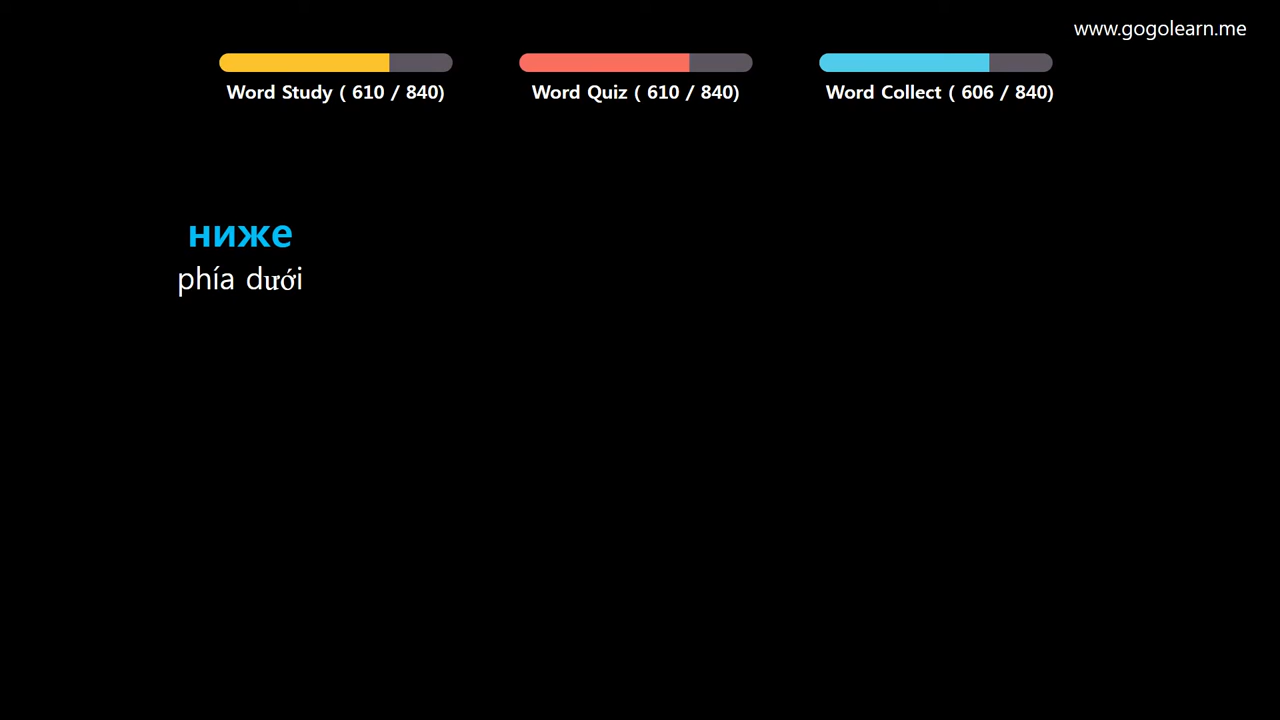 www.gogolearn.me
Word Study ( 610 / 840)
Word Quiz ( 610 / 840)
Word Collect ( 606 / 840)
ниже
phía dưới